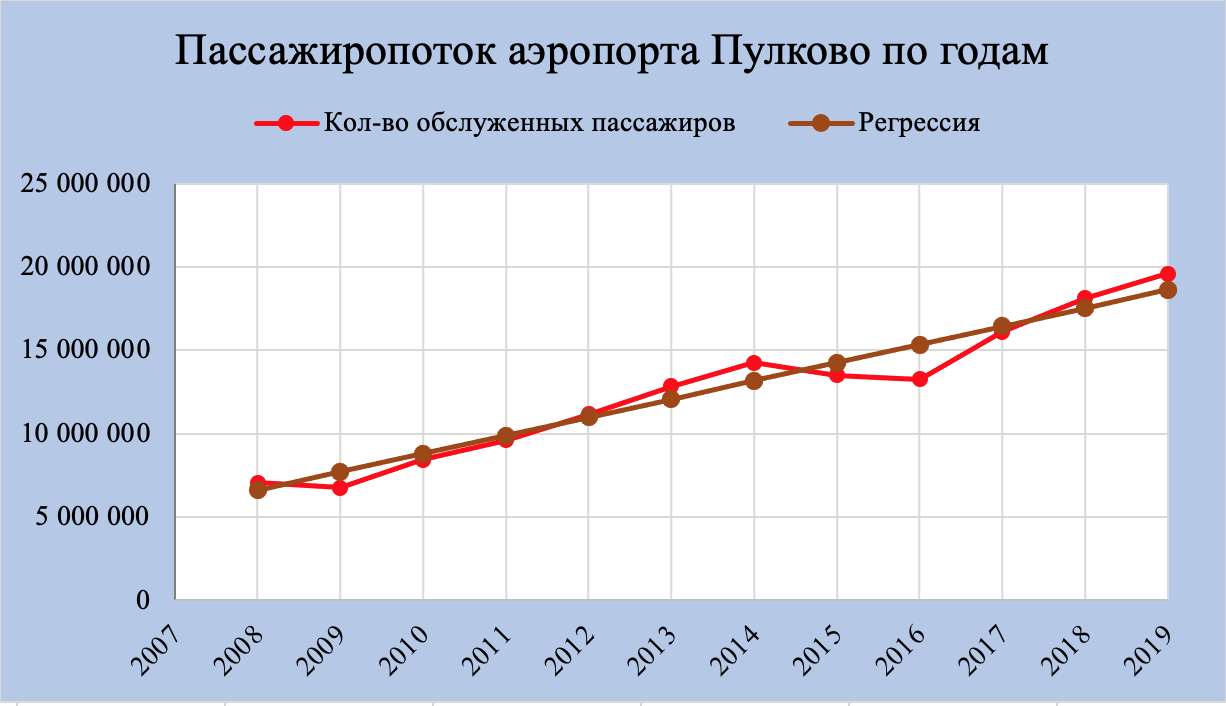 Пассажиропоток аэропорта Пулково по годам
Кол-во обслуженных пассажиров Регрессия
25 000 000
20 000 000
15 000 000
10 000 000
5 000 000
0
2007 2008 2009 2010 2011 2012 2013 2014 2015 2016 2017 2018 2019